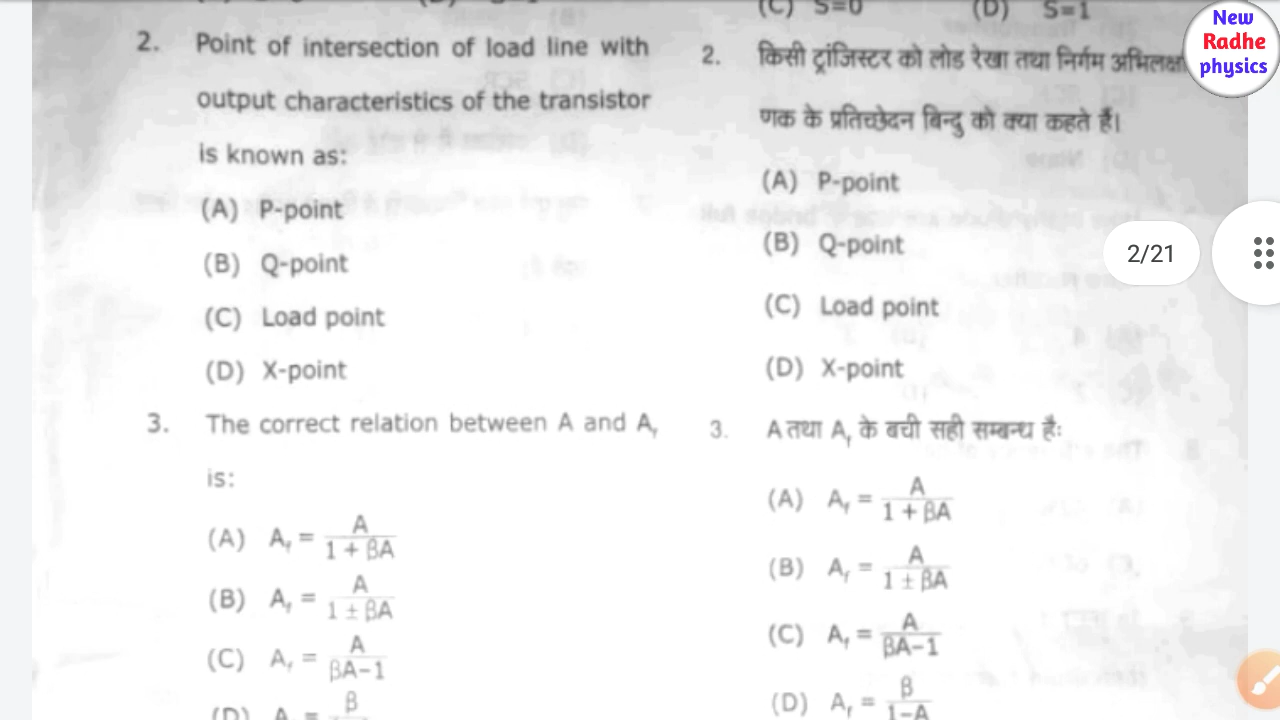 (C) S=0 (D) S=1
New
Radhe
physics
2. Point of intersection of load line with
output characteristics of the transistor
is known as:
(A) P-point
(B) Q-point
(C) Load point
(D) X-point
3. The correct relation between A and A_f
is:
(A) A_f = A / 1 + βA
(B) A_f = A / 1 ± βA
(C) A_f = A / βA-1
(D) A_f = β
2. किसी ट्रांजिस्टर को लोड रेखा तथा निर्गम अभिलक्ष
णक के प्रतिच्छेदन बिन्दु को क्या कहते हैं।
(A) P-point
(B) Q-point
(C) Load point
(D) X-point
3. A तथा A_f के बची सही सम्बन्ध है:
(A) A_f = A / 1 + βA
(B) A_f = A / 1 ± βA
(C) A_f = A / βA-1
(D) A_f = β / 1-A
2/21